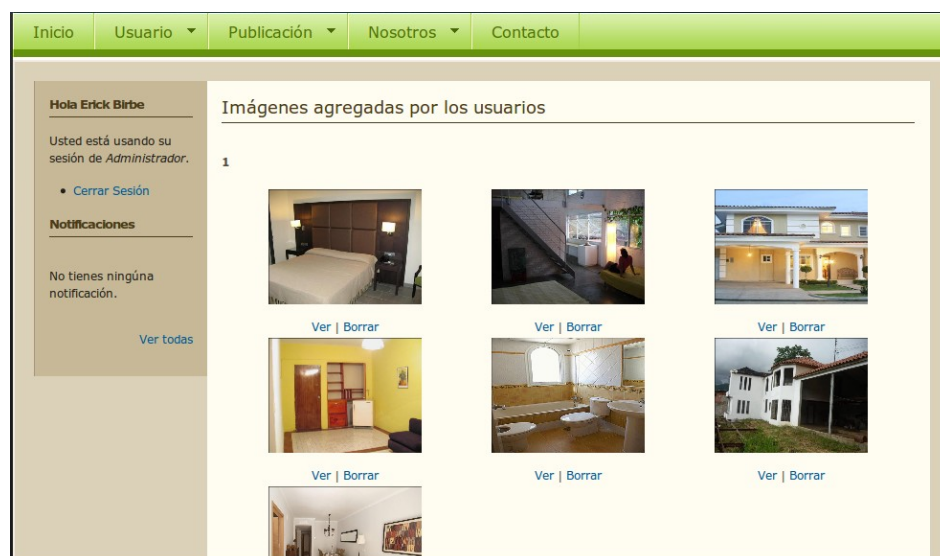 Inicio Usuario Publicación Nosotros Contacto
Hola Erick Birbe
Usted está usando su
sesión de Administrador.
Cerrar Sesión
Notificaciones
No tienes ningúna
notificación.
Ver todas
Imágenes agregadas por los usuarios
1
Ver | Borrar Ver | Borrar Ver | Borrar
Ver | Borrar Ver | Borrar Ver | Borrar